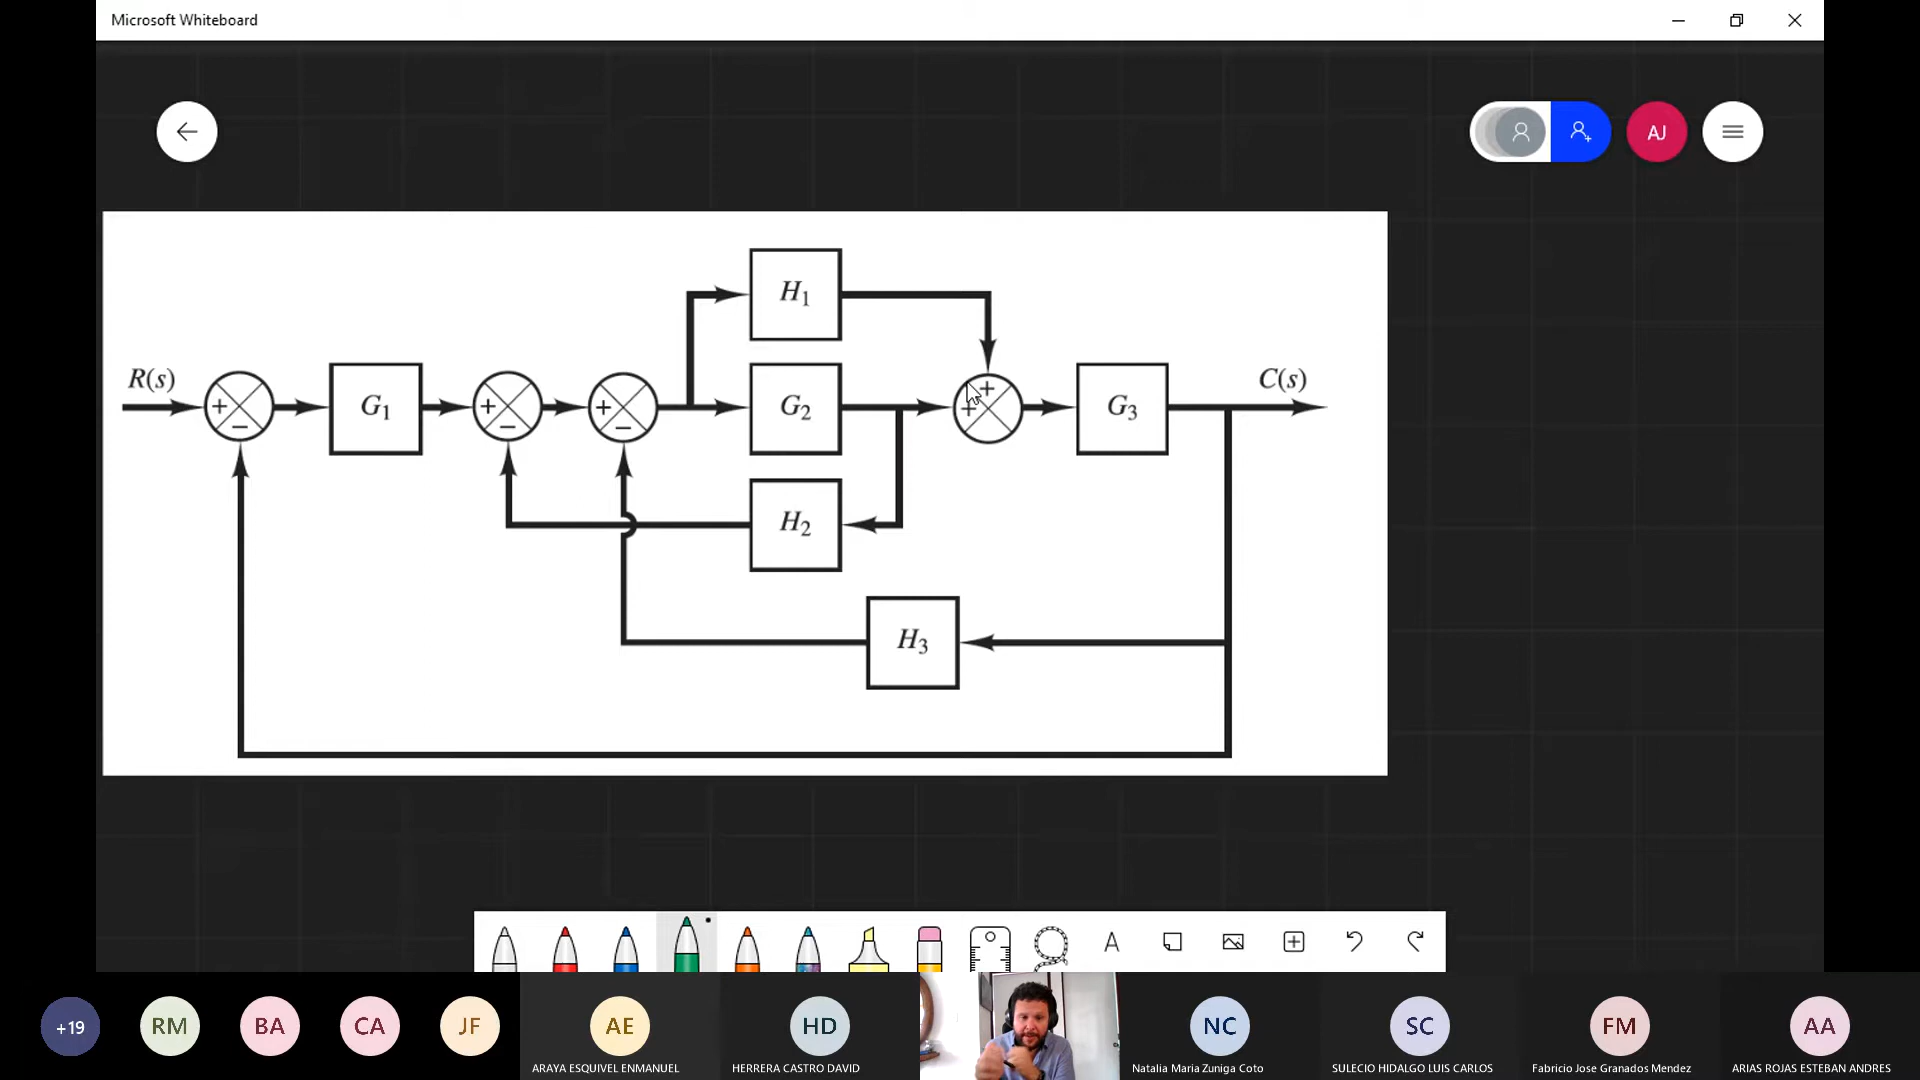 Microsoft Whiteboard
AJ
H1
R(s)
C(s)
+
+
+
+
+
G1
G2
G3
−
−
−
H2
H3
A
+19
RM
BA
CA
JF
AE
HD
NC
SC
FM
AA
ARAYA ESQUIVEL ENMANUEL
HERRERA CASTRO DAVID
Natalia Maria Zuniga Coto
SULECIO HIDALGO LUIS CARLOS
Fabricio Jose Granados Mendez
ARIAS ROJAS ESTEBAN ANDRES